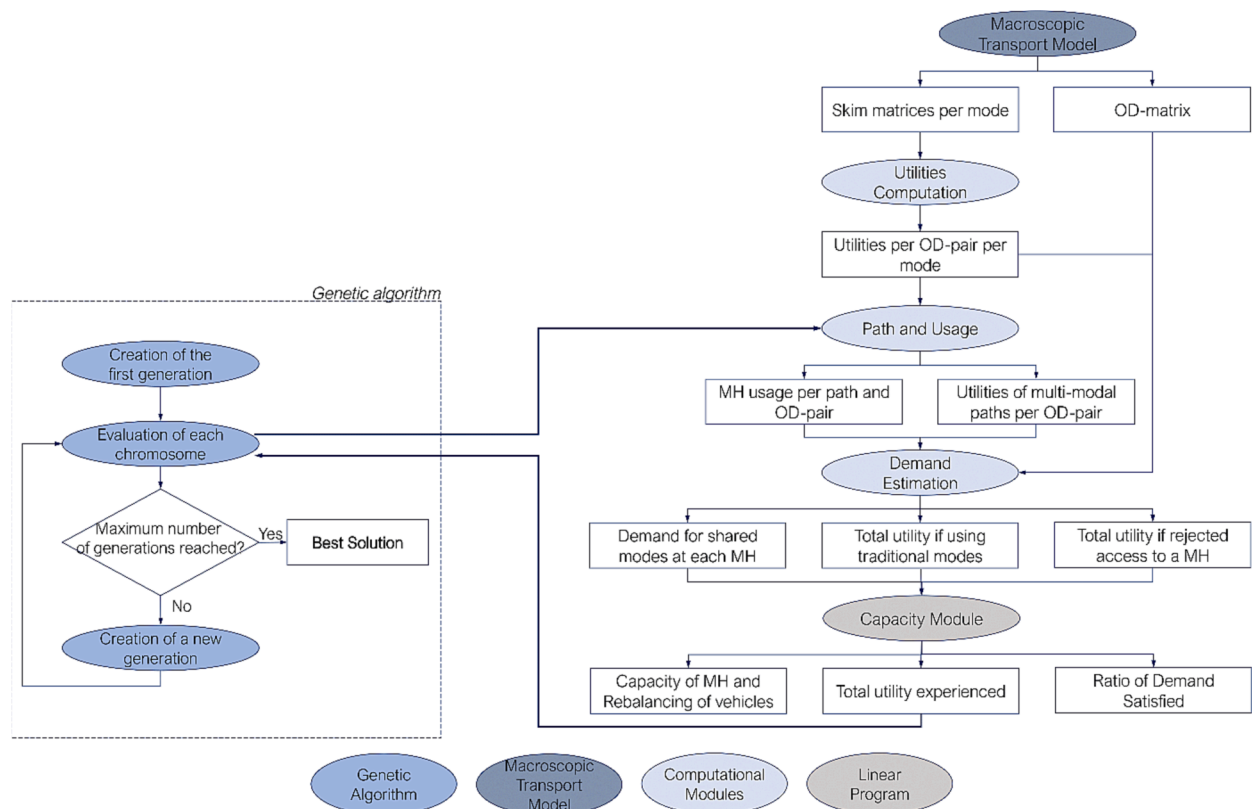 Macroscopic
Transport Model
Skim matrices per mode
OD-matrix
Utilities
Computation
Utilities per OD-pair per
mode
Genetic algorithm
Path and Usage
Creation of the
first generation
MH usage per path and
OD-pair
Utilities of multi-modal
paths per OD-pair
Evaluation of each
chromosome
Demand
Estimation
Maximum number
of generations reached?
Yes
Best Solution
Demand for shared
modes at each MH
Total utility if using
traditional modes
Total utility if rejected
access to a MH
No
Capacity Module
Creation of a new
generation
Capacity of MH and
Rebalancing of vehicles
Total utility experienced
Ratio of Demand
Satisfied
Genetic
Algorithm
Macroscopic
Transport
Model
Computational
Modules
Linear
Program